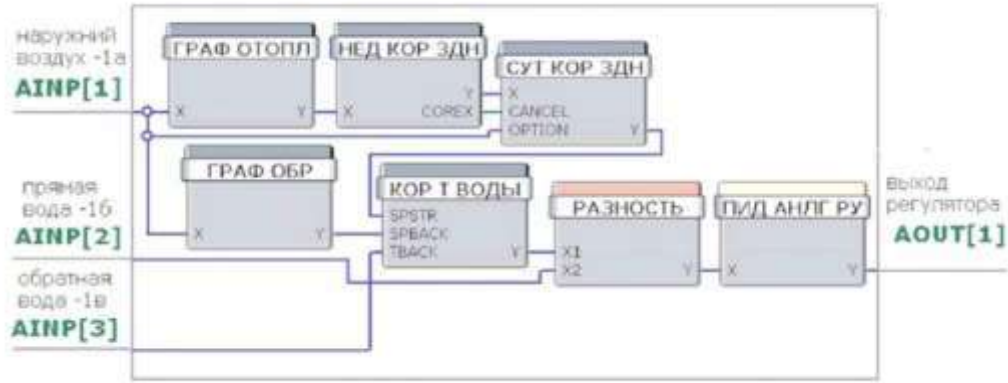 наружний
воздух -1а
AINP[1]
ГРАФ ОТОПЛ
X Y
НЕД КОР ЗДН
Y
X COREX
СУТ КОР ЗДН
X
CANCEL
OPTION Y
ГРАФ ОБР
X Y
прямая
вода -1б
AINP[2]
КОР Т ВОДЫ
SPSTR
SPBACK
TBACK Y
РАЗНОСТЬ
X1
X2 Y
ПИД АНЛГ РУ
X Y
выход
регулятора
AOUT[1]
обратная
вода -1в
AINP[3]